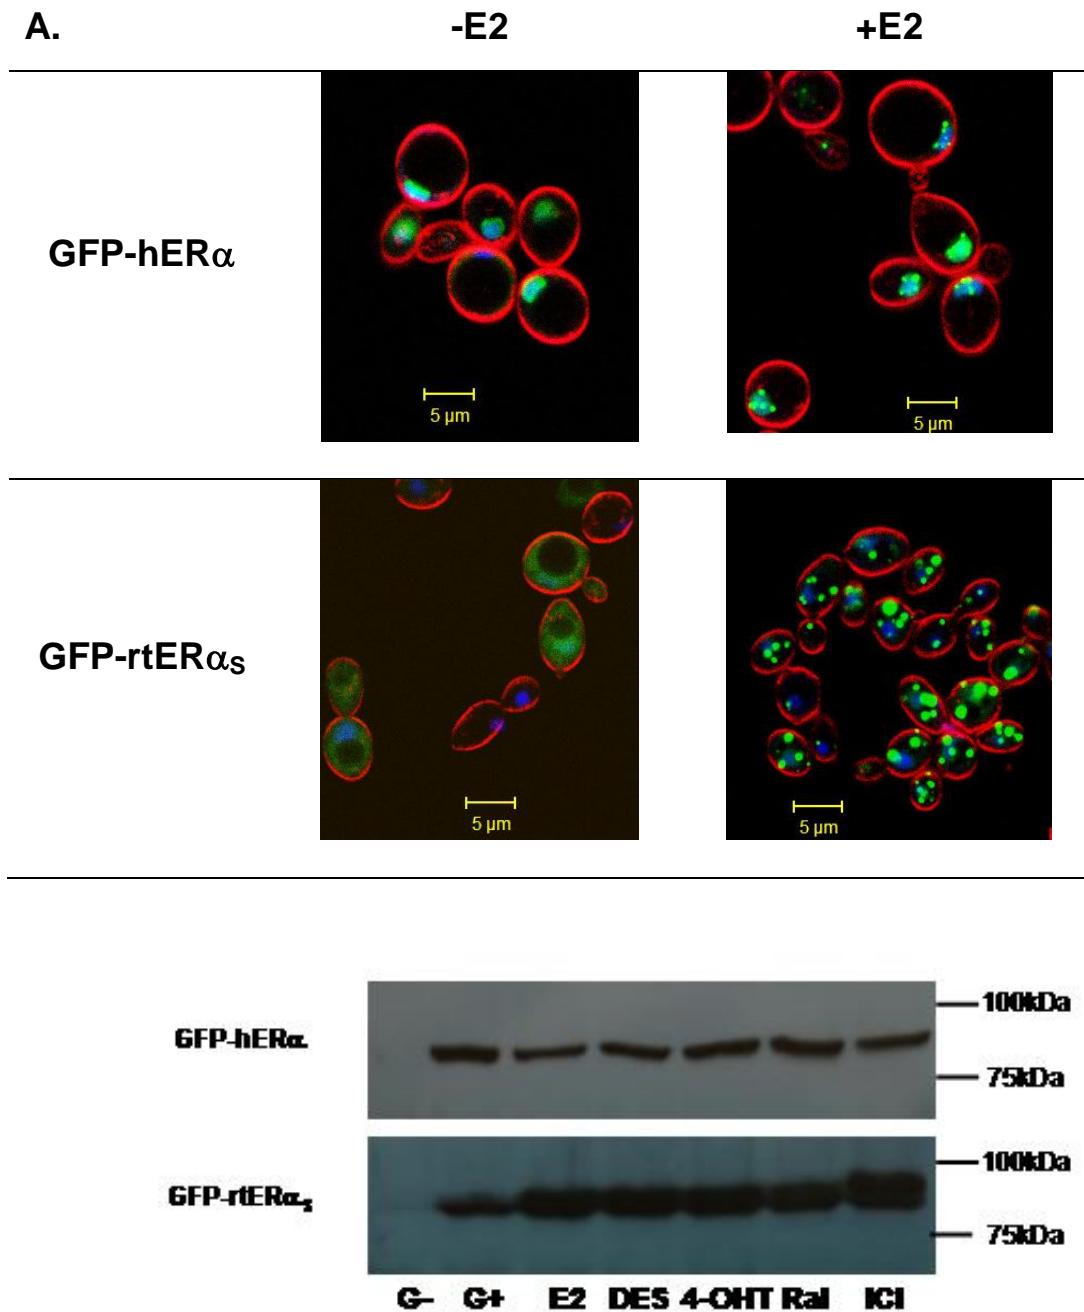 A. -E2 +E2
GFP-hERα
5 µm 5 µm
GFP-rtERαS
5 µm 5 µm
100kDa
GFP-hERα
75kDa
100kDa
GFP-rtERαs
75kDa
G- G+ E2 DES 4-OHT Ral ICI